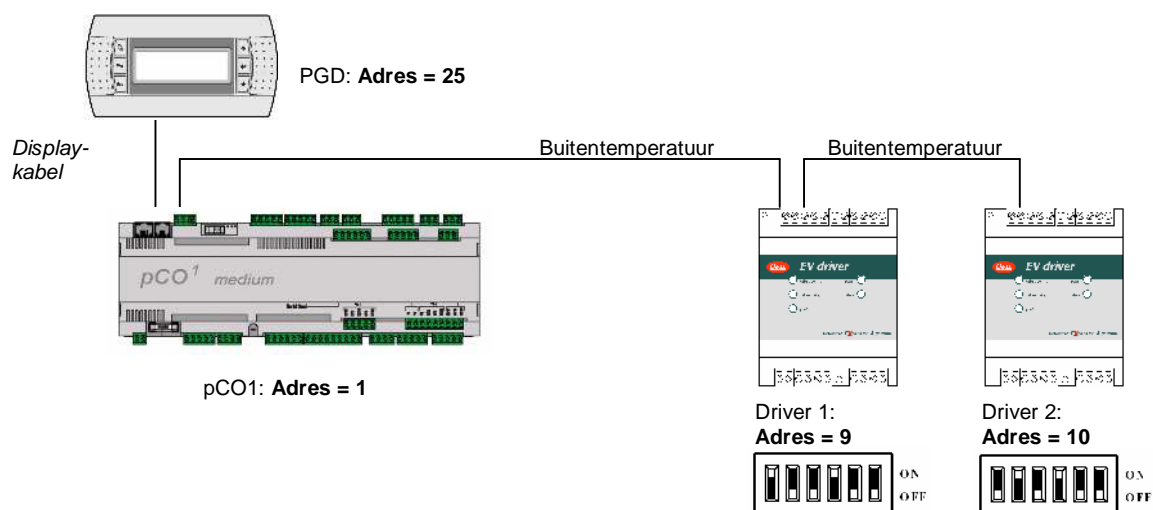 PGD: Adres = 25
Display-
kabel
Buitentemperatuur
Buitentemperatuur
pCO1 medium
EV driver
EV driver
pCO1: Adres = 1
Driver 1:
Adres = 9
Driver 2:
Adres = 10
ON
OFF
ON
OFF